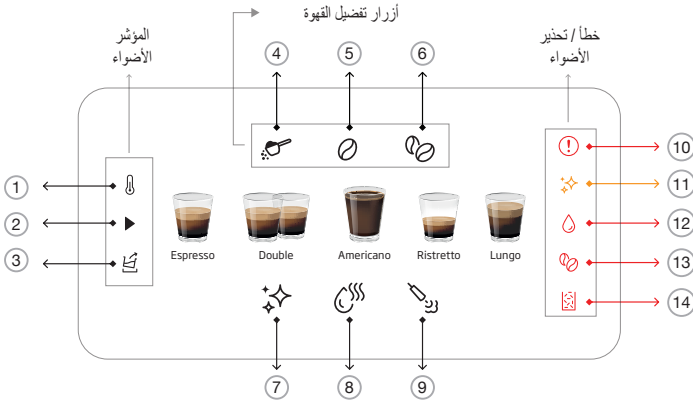 أزرار تفضيل القهوة
المؤشر
الأضواء
خطأ / تحذير
الأضواء
4
5
6
1
2
3
10
11
12
13
14
Espresso
Double
Americano
Ristretto
Lungo
7
8
9